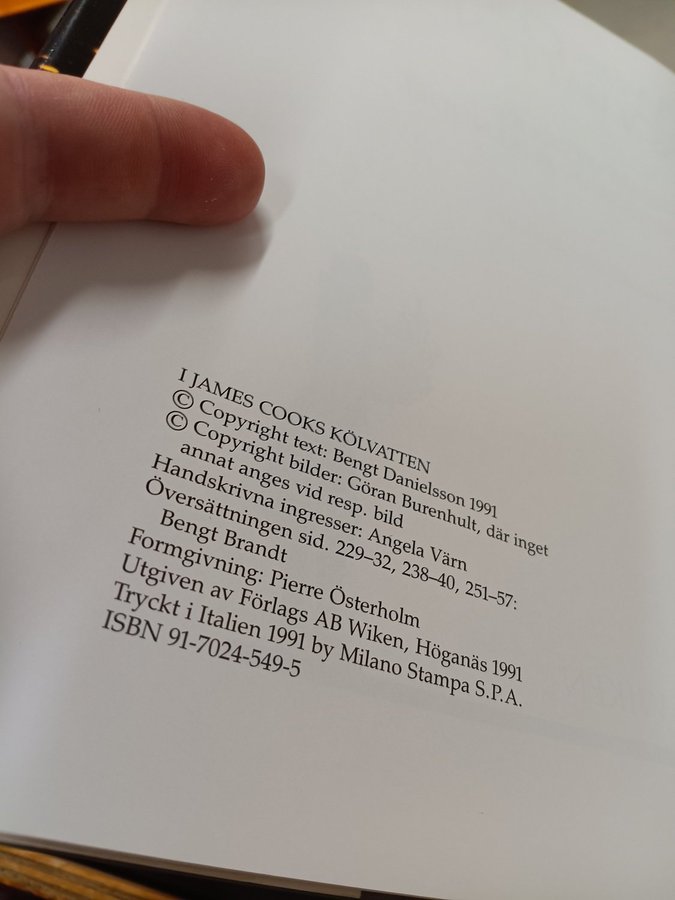 I JAMES COOKS KÖLVATTEN
© Copyright text: Bengt Danielsson 1991
© Copyright bilder: Göran Burenhult, där inget
annat anges vid resp. bild
Handskrivna ingresser: Angela Värn
Översättningen sid. 229–32, 238–40, 251–57:
Bengt Brandt
Formgivning: Pierre Österholm
Utgiven av Förlags AB Wiken, Höganäs 1991
Tryckt i Italien 1991 by Milano Stampa S.P.A.
ISBN 91-7024-549-5